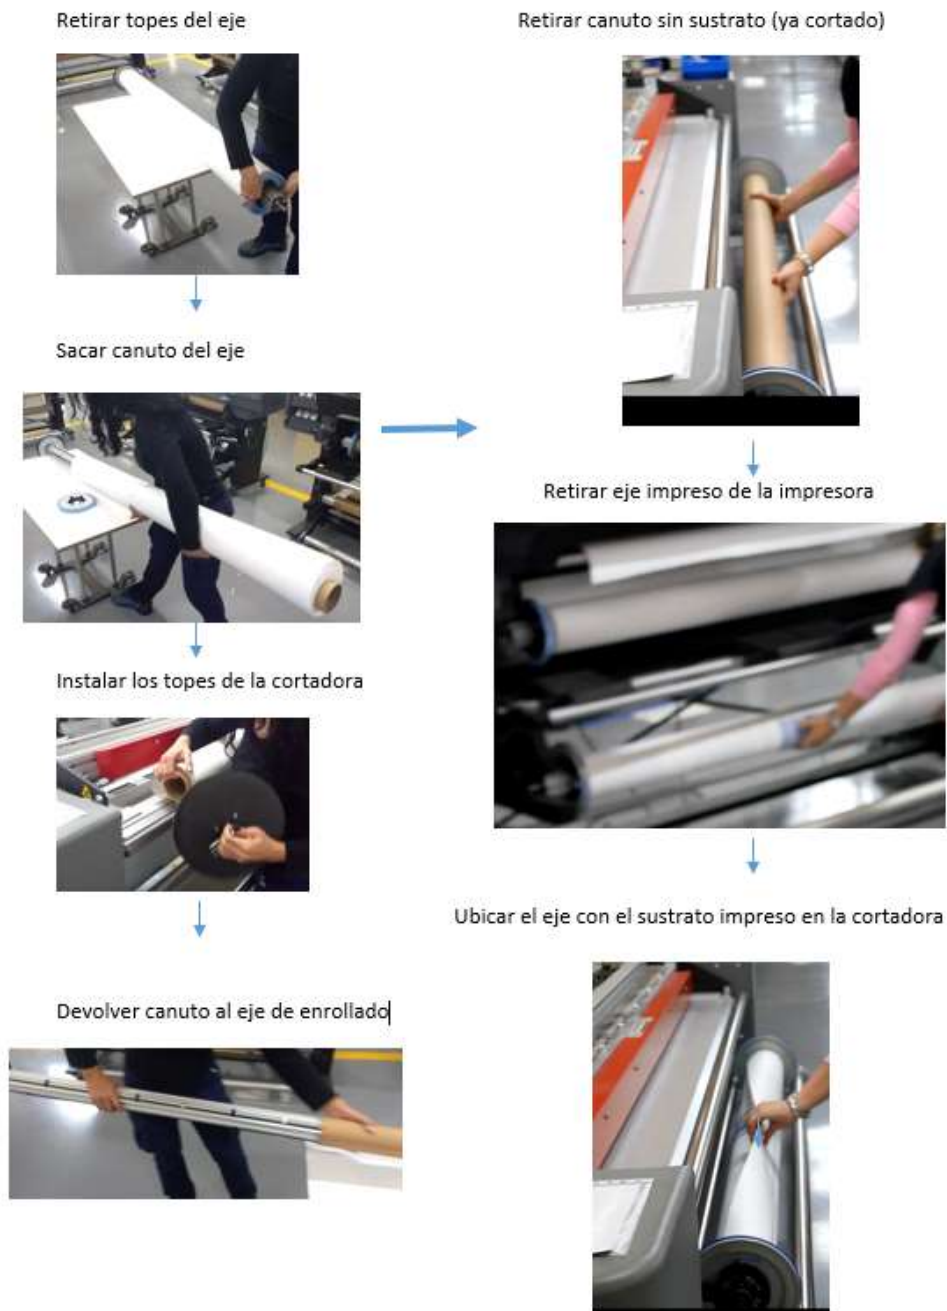 Retirar topes del eje
Sacar canuto del eje
Instalar los topes de la cortadora
Devolver canuto al eje de enrollado
Retirar canuto sin sustrato (ya cortado)
Retirar eje impreso de la impresora
Ubicar el eje con el sustrato impreso en la cortadora